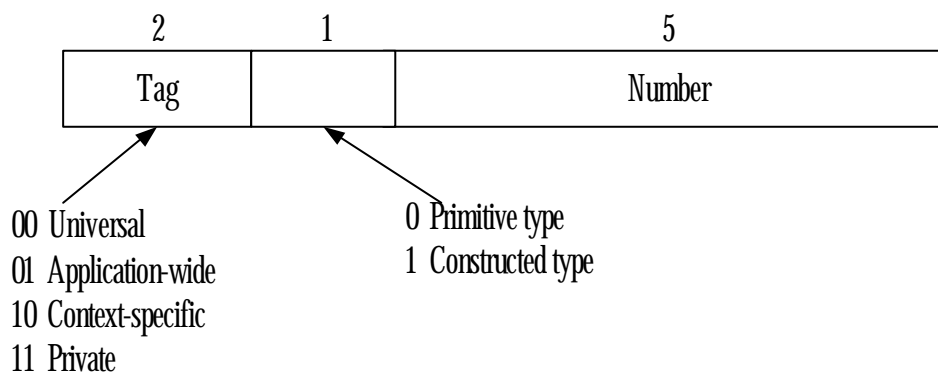 2 1 5
Tag Number
00 Universal
01 Application-wide
10 Context-specific
11 Private
0 Primitive type
1 Constructed type